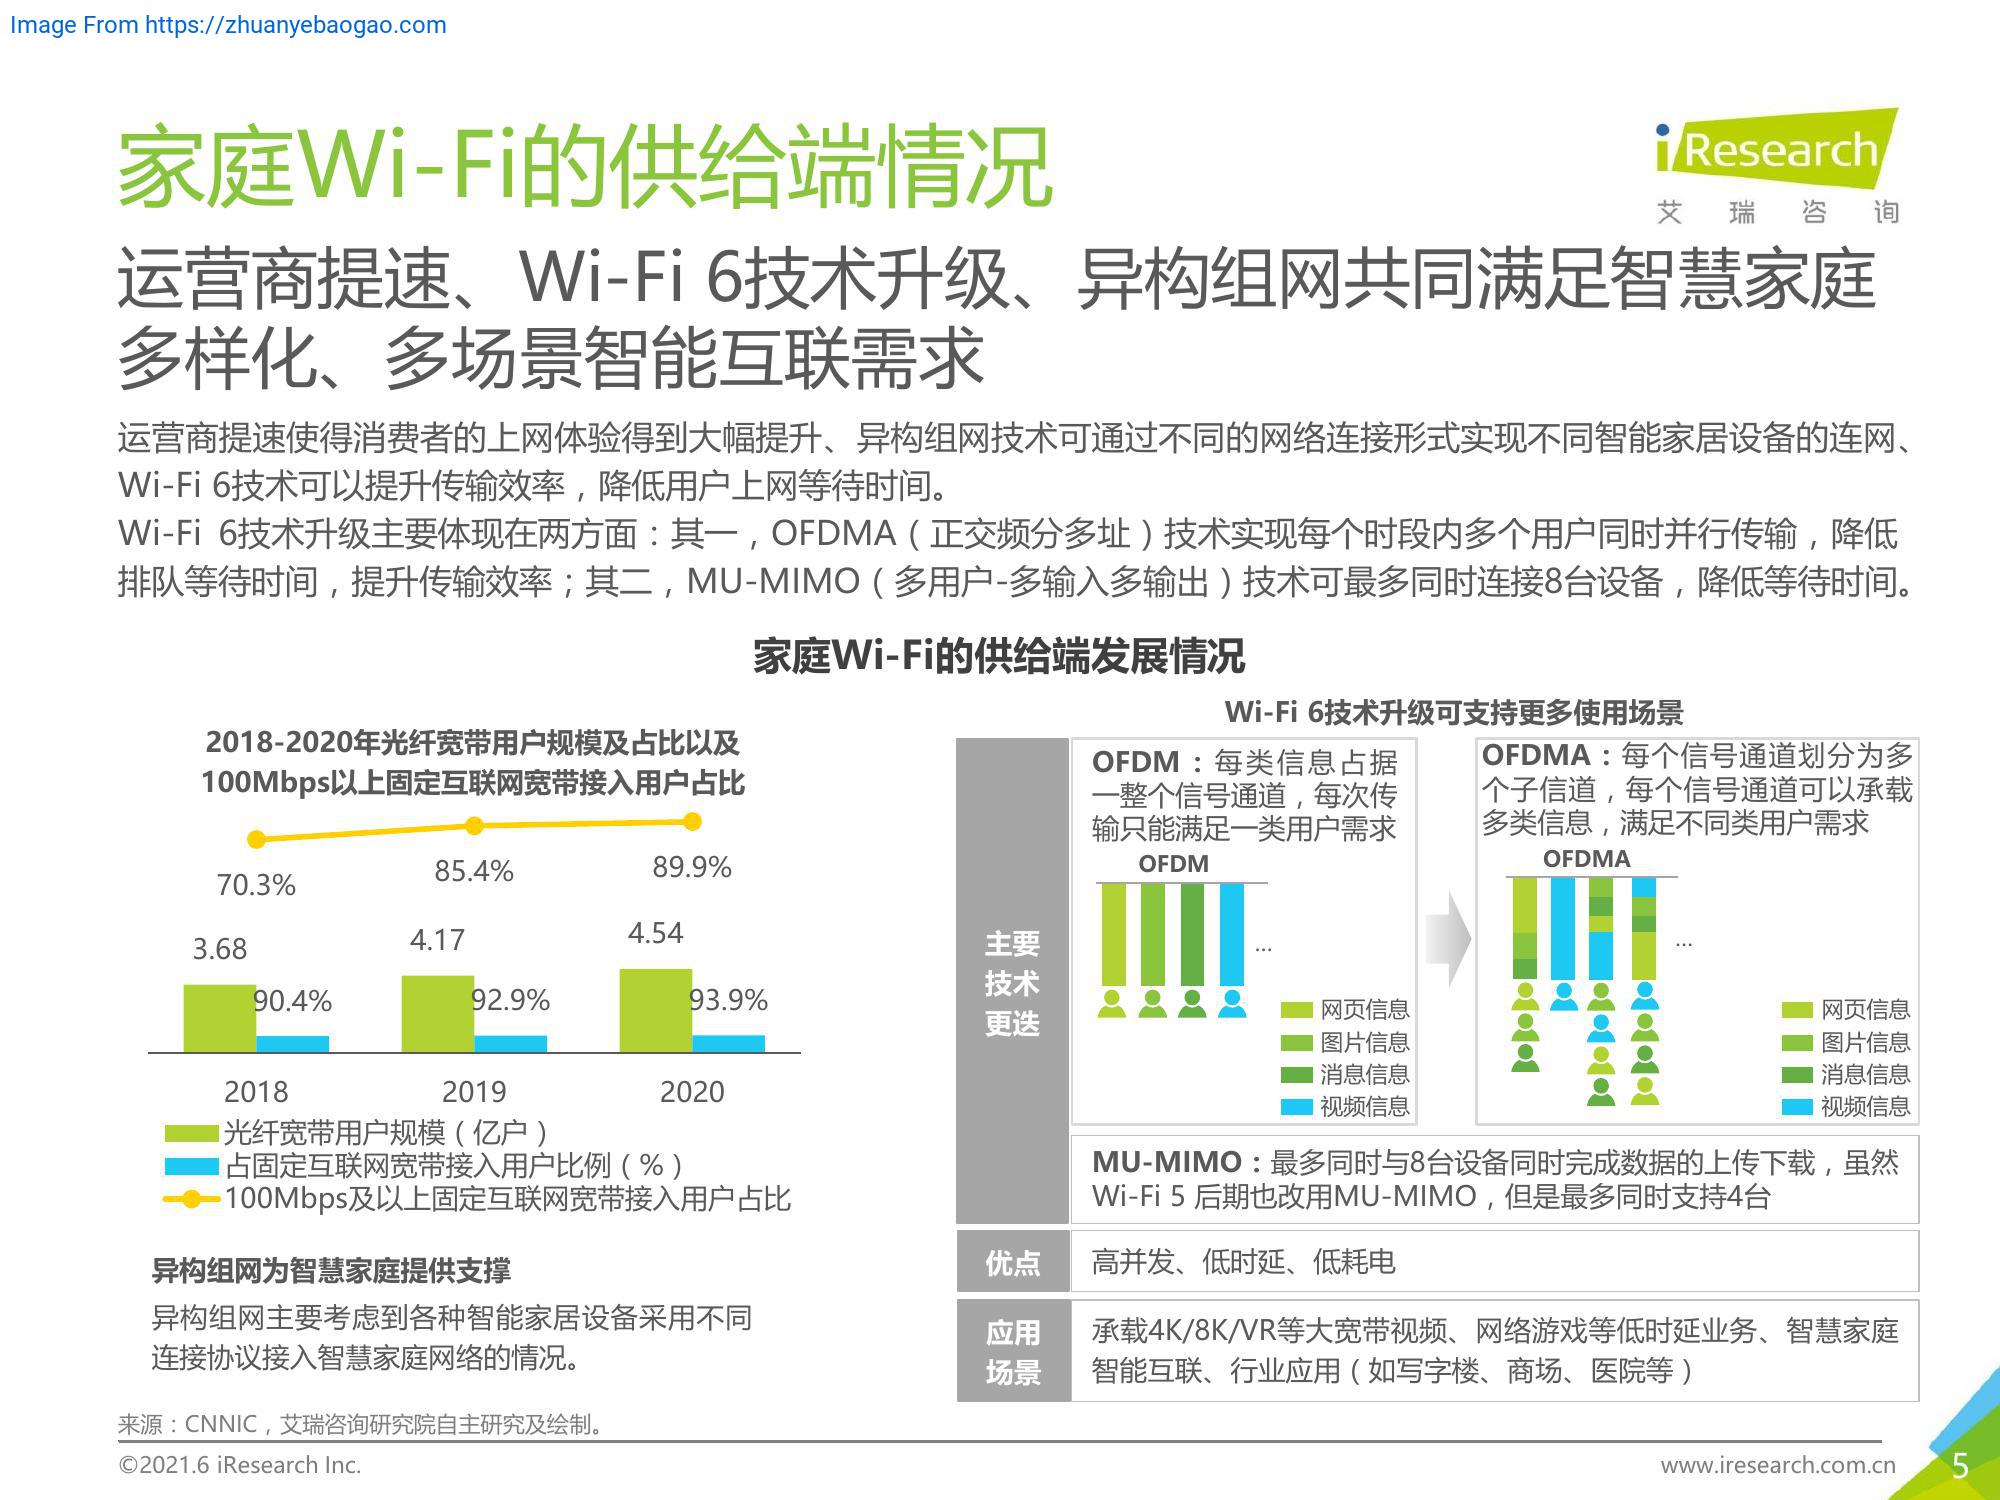 Image From https://zhuanyebaogao.com
家庭Wi-Fi的供给端情况
iResearch
艾瑞咨询
运营商提速、Wi-Fi 6技术升级、异构组网共同满足智慧家庭
多样化、多场景智能互联需求
运营商提速使得消费者的上网体验得到大幅提升、异构组网技术可通过不同的网络连接形式实现不同智能家居设备的连网、
Wi-Fi 6技术可以提升传输效率，降低用户上网等待时间。
Wi-Fi 6技术升级主要体现在两方面：其一，OFDMA（正交频分多址）技术实现每个时段内多个用户同时并行传输，降低
排队等待时间，提升传输效率；其二，MU-MIMO（多用户-多输入多输出）技术可最多同时连接8台设备，降低等待时间。
家庭Wi-Fi的供给端发展情况
2018-2020年光纤宽带用户规模及占比以及
100Mbps以上固定互联网宽带接入用户占比
70.3%
85.4%
89.9%
3.68
4.17
4.54
90.4%
92.9%
93.9%
2018
2019
2020
光纤宽带用户规模（亿户）
占固定互联网宽带接入用户比例（%）
100Mbps及以上固定互联网宽带接入用户占比
异构组网为智慧家庭提供支撑
异构组网主要考虑到各种智能家居设备采用不同
连接协议接入智慧家庭网络的情况。
Wi-Fi 6技术升级可支持更多使用场景
主要
技术
更迭
OFDM：每类信息占据
一整个信号通道，每次传
输只能满足一类用户需求
OFDM
...
网页信息
图片信息
消息信息
视频信息
OFDMA：每个信号通道划分为多
个子信道，每个信号通道可以承载
多类信息，满足不同类用户需求
OFDMA
...
网页信息
图片信息
消息信息
视频信息
MU-MIMO：最多同时与8台设备同时完成数据的上传下载，虽然
Wi-Fi 5 后期也改用MU-MIMO，但是最多同时支持4台
优点
高并发、低时延、低耗电
应用
场景
承载4K/8K/VR等大宽带视频、网络游戏等低时延业务、智慧家庭
智能互联、行业应用（如写字楼、商场、医院等）
来源：CNNIC，艾瑞咨询研究院自主研究及绘制。
©2021.6 iResearch Inc.
www.iresearch.com.cn
5